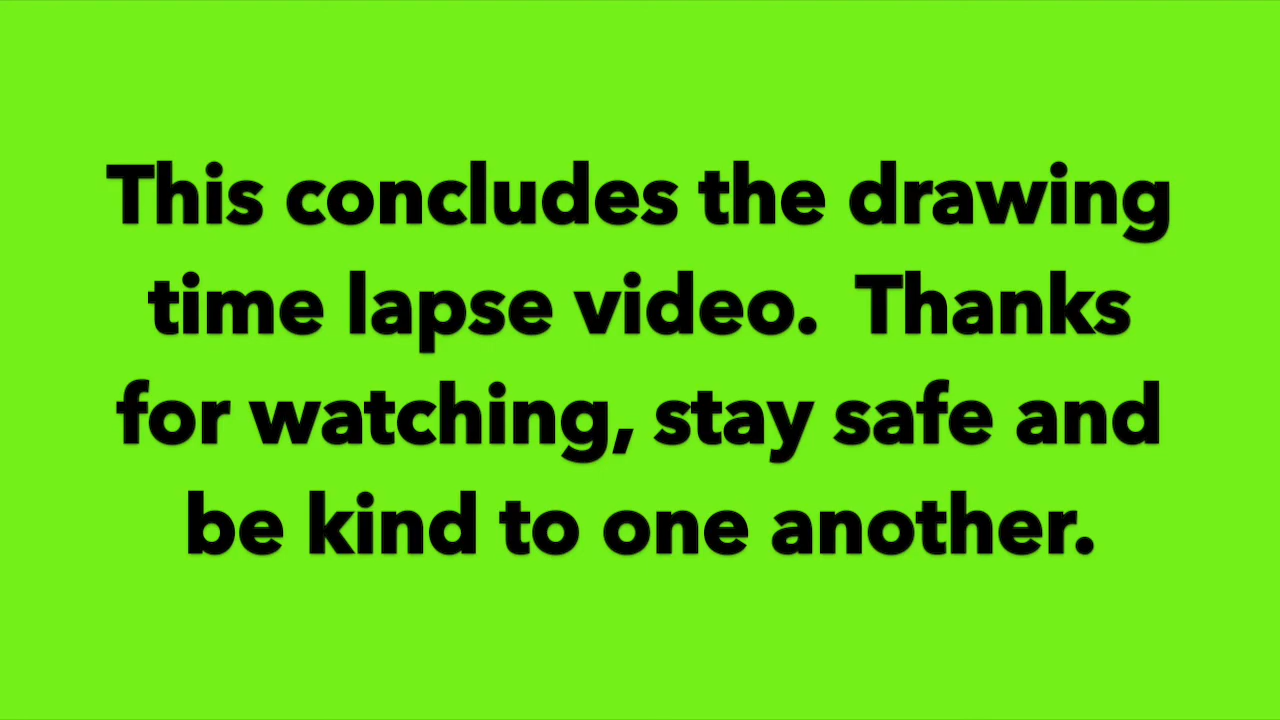 This concludes the drawing
time lapse video.  Thanks
for watching, stay safe and
be kind to one another.